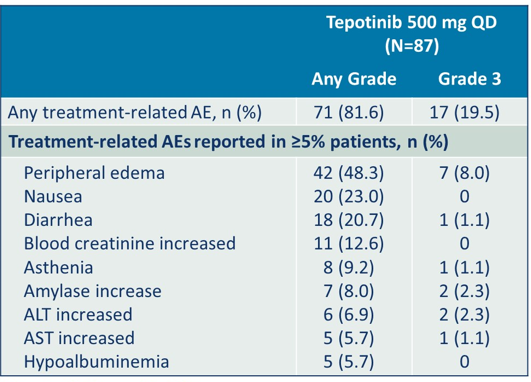 Tepotinib 500 mg QD
(N=87)
Any Grade Grade 3
Any treatment-related AE, n (%) 71 (81.6) 17 (19.5)
Treatment-related AEs reported in ≥5% patients, n (%)
Peripheral edema 42 (48.3) 7 (8.0)
Nausea 20 (23.0) 0
Diarrhea 18 (20.7) 1 (1.1)
Blood creatinine increased 11 (12.6) 0
Asthenia 8 (9.2) 1 (1.1)
Amylase increase 7 (8.0) 2 (2.3)
ALT increased 6 (6.9) 2 (2.3)
AST increased 5 (5.7) 1 (1.1)
Hypoalbuminemia 5 (5.7) 0